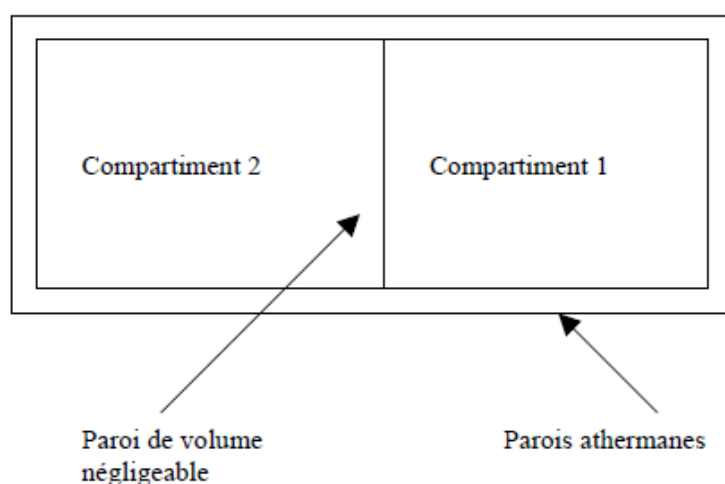 Compartiment 2
Compartiment 1
Paroi de volume
négligeable
Parois athermanes